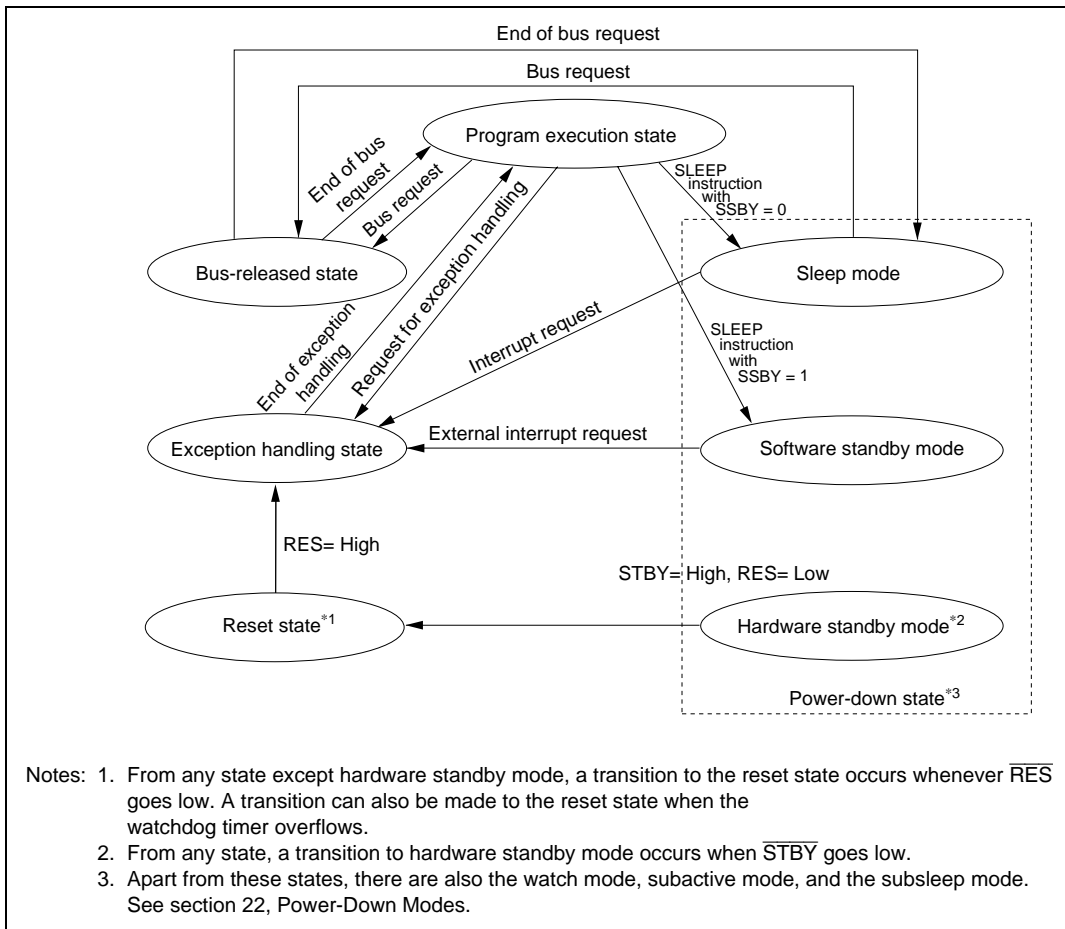 End of bus request
Bus request
Program execution state
End of bus
request
Bus request
SLEEP
instruction
with
SSBY = 0
Bus-released state
Sleep mode
End of exception
handling
Request for exception handling
Interrupt request
SLEEP
instruction
with
SSBY = 1
Exception handling state
External interrupt request
Software standby mode
RES= High
STBY= High, RES= Low
Reset state*1
Hardware standby mode*2
Power-down state*3
Notes: 1. From any state except hardware standby mode, a transition to the reset state occurs whenever RES
goes low. A transition can also be made to the reset state when the
watchdog timer overflows.
2. From any state, a transition to hardware standby mode occurs when STBY goes low.
3. Apart from these states, there are also the watch mode, subactive mode, and the subsleep mode.
See section 22, Power-Down Modes.